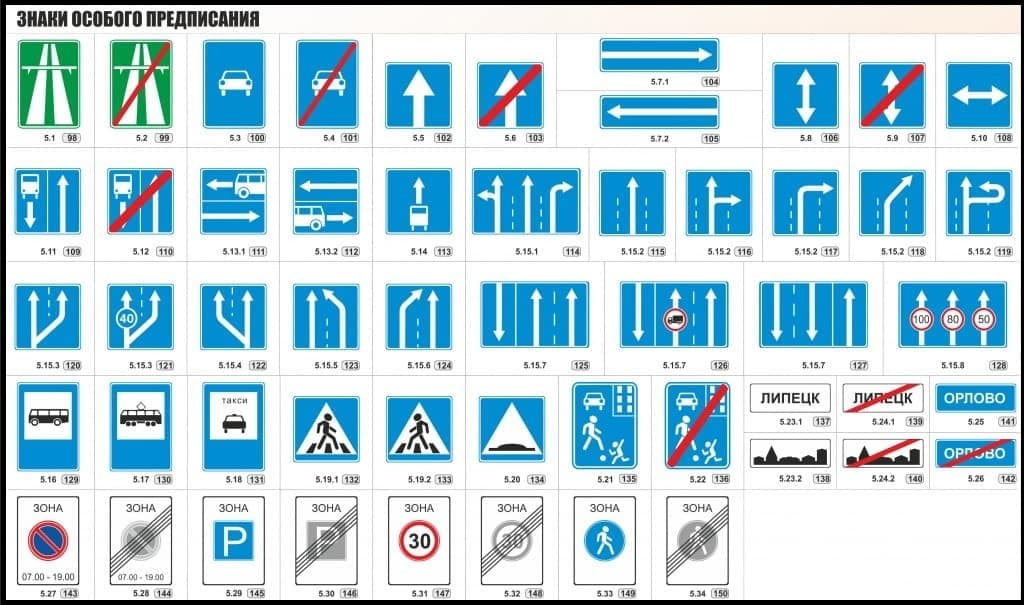 ЗНАКИ ОСОБОГО ПРЕДПИСАНИЯ
5.1 98
5.2 99
5.3 100
5.4 101
5.5 102
5.6 103
5.7.1 104
5.7.2 105
5.8 106
5.9 107
5.10 108
5.11 109
5.12 110
5.13.1 111
5.13.2 112
5.14 113
5.15.1 114
5.15.2 115
5.15.2 116
5.15.2 117
5.15.2 118
5.15.2 119
5.15.3 120
40
5.15.3 121
5.15.4 122
5.15.5 123
5.15.6 124
5.15.7 125
5.15.7 126
5.15.7 127
100 80 50
5.15.8 128
5.16 129
5.17 130
такси
5.18 131
5.19.1 132
5.19.2 133
5.20 134
5.21 135
5.22 136
ЛИПЕЦК
5.23.1 137
5.23.2 138
ЛИПЕЦК
5.24.1 139
5.24.2 140
ОРЛОВО
5.25 141
ОРЛОВО
5.26 142
ЗОНА
07.00 - 19.00
5.27 143
ЗОНА
07.00 - 19.00
5.28 144
ЗОНА
P
5.29 145
ЗОНА
P
5.30 146
ЗОНА
30
5.31 147
ЗОНА
30
5.32 148
ЗОНА
5.33 149
ЗОНА
5.34 150